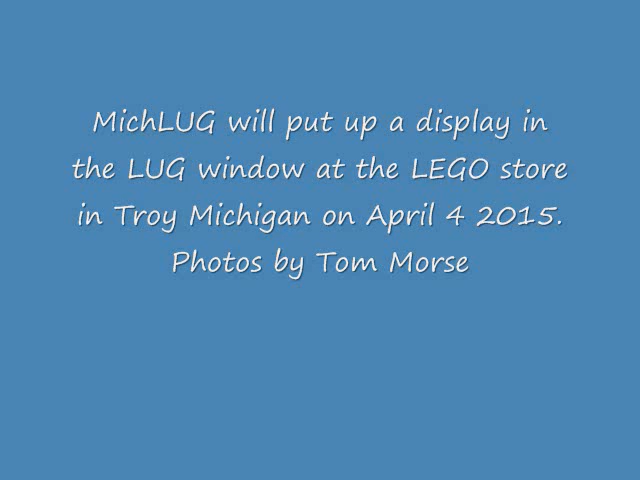 MichLUG will put up a display in
the LUG window at the LEGO store
in Troy Michigan on April 4 2015.
Photos by Tom Morse